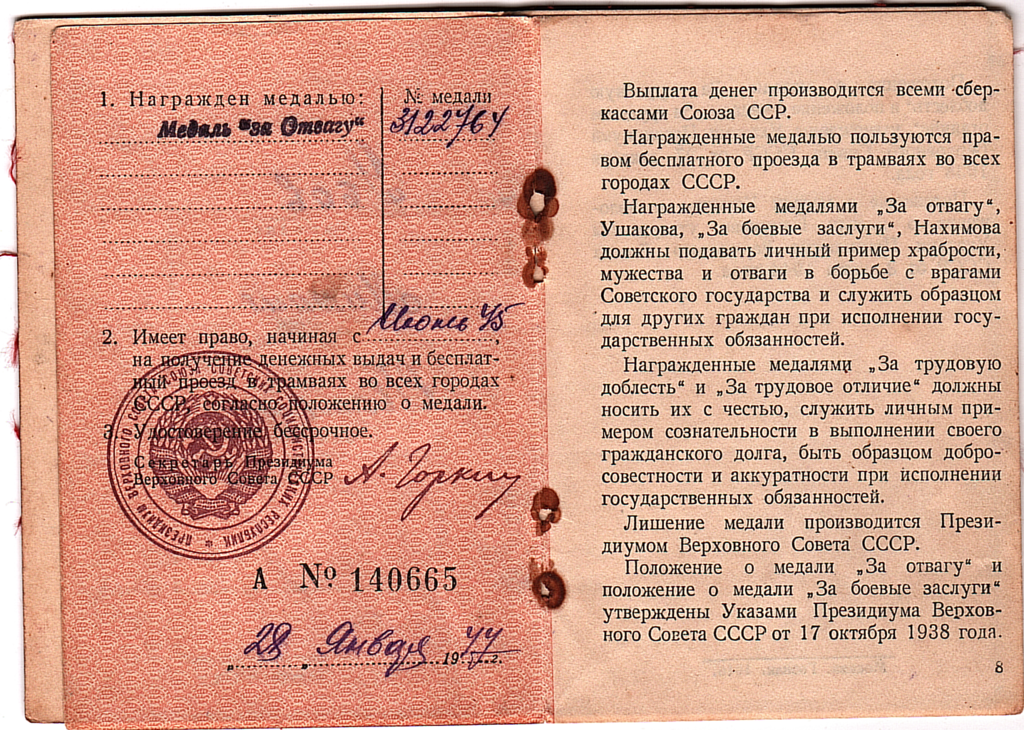 1. Награжден медалью:
№ медали
Медаль "за Отвагу"
3122764
2. Имеет право, начиная с Июнь 45,
на получение денежных выдач и бесплат-
ный проезд в трамваях во всех городах
СССР, согласно положению о медали.
3. Удостоверение бессрочное.
Секретарь Президиума
Верховного Совета СССР
А. Горкин
А № 140665
„ 28 „ Января 1947 г.
Выплата денег производится всеми сбер-
кассами Союза ССР.
Награжденные медалью пользуются пра-
вом бесплатного проезда в трамваях во всех
городах СССР.
Награжденные медалями „За отвагу“,
Ушакова, „За боевые заслуги“, Нахимова
должны подавать личный пример храбрости,
мужества и отваги в борьбе с врагами
Советского государства и служить образцом
для других граждан при исполнении госу-
дарственных обязанностей.
Награжденные медалями „За трудовую
доблесть“ и „За трудовое отличие“ должны
носить их с честью, служить личным при-
мером сознательности в выполнении своего
гражданского долга, быть образцом добро-
совестности и аккуратности при исполнении
государственных обязанностей.
Лишение медали производится Прези-
диумом Верховного Совета СССР.
Положение о медали „За отвагу“ и
положение о медали „За боевые заслуги“
утверждены Указами Президиума Верхов-
ного Совета СССР от 17 октября 1938 года.
8